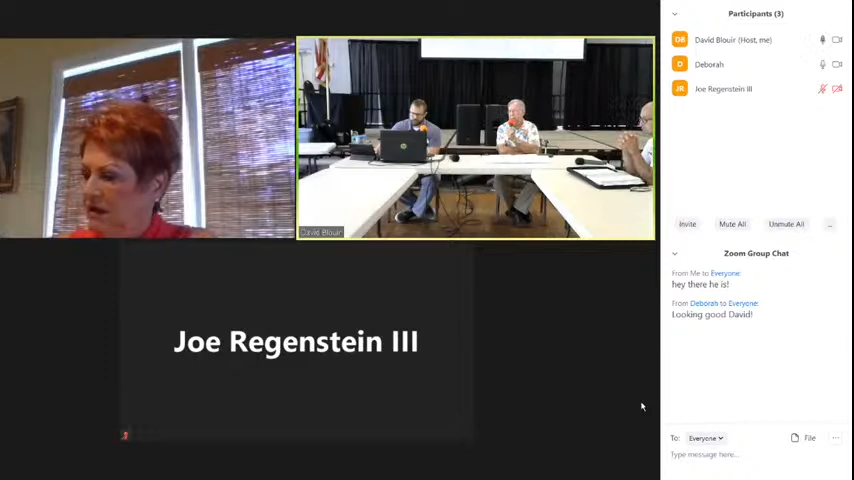 David Blouir
Joe Regenstein III
Participants (3)
DB David Blouir (Host, me)
D Deborah
JR Joe Regenstein III
Invite Mute All Unmute All ...
Zoom Group Chat
From Me to Everyone:
hey there he is!
From Deborah to Everyone:
Looking good David!
To: Everyone File ...
Type message here...